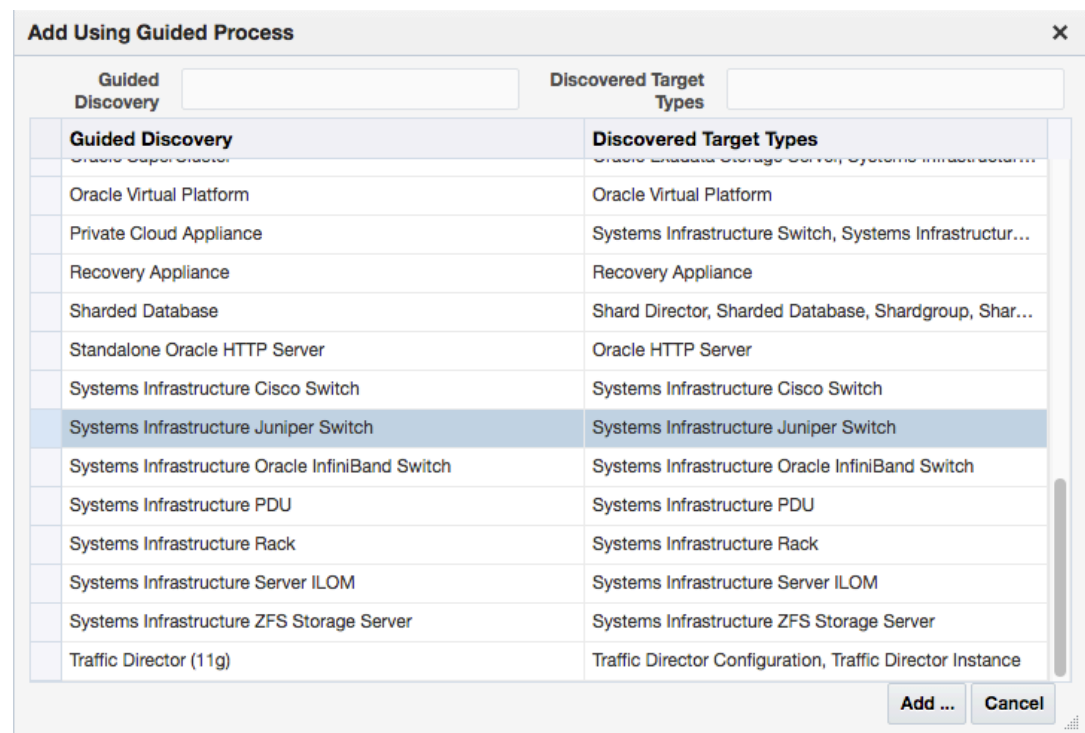 Add Using Guided Process
Guided Discovery Discovered Target Types
Guided Discovery Discovered Target Types
Oracle Virtual Platform Oracle Virtual Platform
Private Cloud Appliance Systems Infrastructure Switch, Systems Infrastructur...
Recovery Appliance Recovery Appliance
Sharded Database Shard Director, Sharded Database, Shardgroup, Shar...
Standalone Oracle HTTP Server Oracle HTTP Server
Systems Infrastructure Cisco Switch Systems Infrastructure Cisco Switch
Systems Infrastructure Juniper Switch Systems Infrastructure Juniper Switch
Systems Infrastructure Oracle InfiniBand Switch Systems Infrastructure Oracle InfiniBand Switch
Systems Infrastructure PDU Systems Infrastructure PDU
Systems Infrastructure Rack Systems Infrastructure Rack
Systems Infrastructure Server ILOM Systems Infrastructure Server ILOM
Systems Infrastructure ZFS Storage Server Systems Infrastructure ZFS Storage Server
Traffic Director (11g) Traffic Director Configuration, Traffic Director Instance
Add ... Cancel